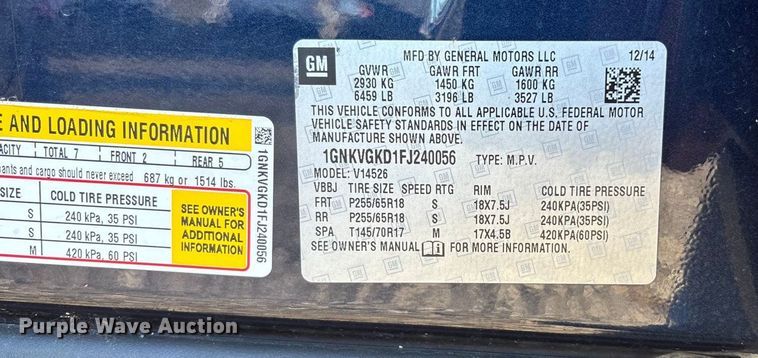 E AND LOADING INFORMATION
ACITY TOTAL 7 FRONT 2 REAR 5
ants and cargo should never exceed 687 kg or 1514 lbs.
SIZE COLD TIRE PRESSURE
S 240 kPa, 35 PSI
S 240 kPa, 35 PSI
M 420 kPa, 60 PSI
SEE OWNER'S
MANUAL FOR
ADDITIONAL
INFORMATION
1GNKVGKD1FJ240056
GM
MFD BY GENERAL MOTORS LLC 12/14
GVWR GAWR FRT GAWR RR
2930 KG 1450 KG 1600 KG
6459 LB 3196 LB 3527 LB
THIS VEHICLE CONFORMS TO ALL APPLICABLE U.S. FEDERAL MOTOR
VEHICLE SAFETY STANDARDS IN EFFECT ON THE DATE OF
MANUFACTURE SHOWN ABOVE.
1GNKVGKD1FJ240056 TYPE: M.P.V.
MODEL: V14526
VBBJ TIRE SIZE SPEED RTG RIM COLD TIRE PRESSURE
FRT P255/65R18 S 18X7.5J 240KPA(35PSI)
RR P255/65R18 S 18X7.5J 240KPA(35PSI)
SPA T145/70R17 M 17X4.5B 420KPA(60PSI)
SEE OWNER'S MANUAL FOR MORE INFORMATION.
Purple Wave Auction